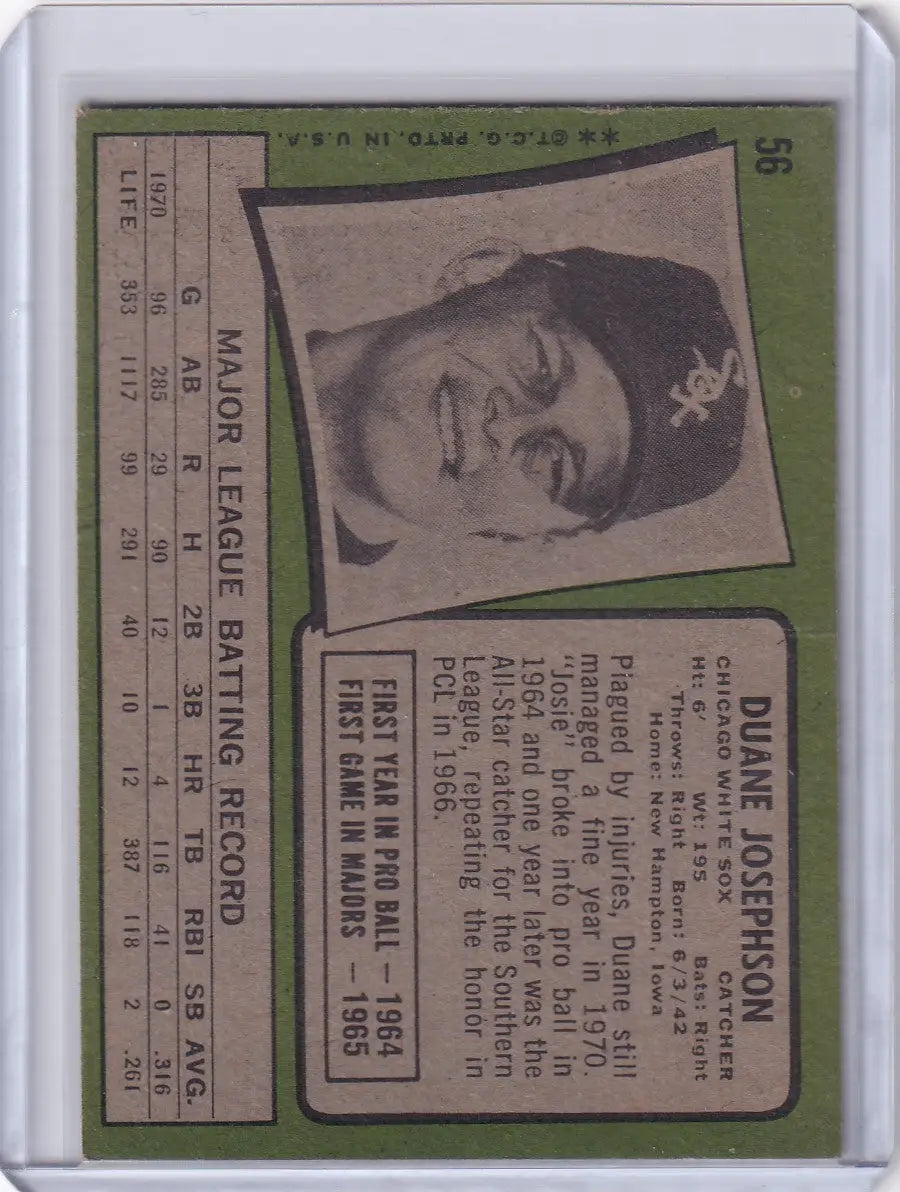 56
** @T.C.G. PRTD. IN U.S.A.
Sox
DUANE JOSEPHSON
CHICAGO WHITE SOX CATCHER
Ht: 6' Wt: 195 Bats: Right
Throws: Right Born: 6/3/42
Home: New Hampton, Iowa
Plagued by injuries, Duane still
managed a fine year in 1970.
"Josie" broke into pro ball in
1964 and one year later was the
All-Star catcher for the Southern
League, repeating the honor in
PCL in 1966.
FIRST YEAR IN PRO BALL — 1964
FIRST GAME IN MAJORS — 1965
MAJOR LEAGUE BATTING RECORD
G AB R H 2B 3B HR TB RBI SB AVG.
1970 96 285 29 90 12 1 4 116 41 0 .316
LIFE 353 1117 99 291 40 10 12 387 118 2 .261